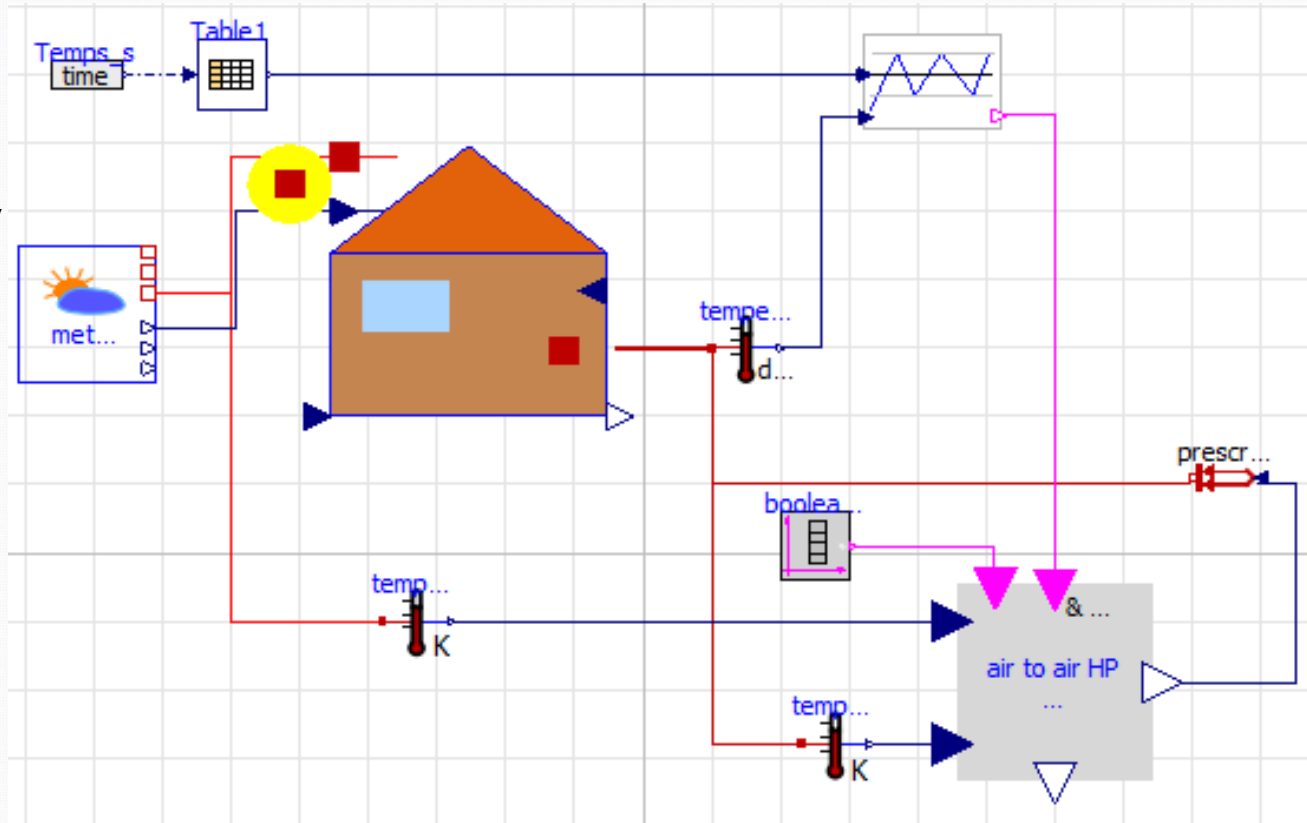 Table1
Temps_s
time
met...
tempe...
d...
prescr...
boolea...
temp...
K
& ...
air to air HP
...
temp...
K